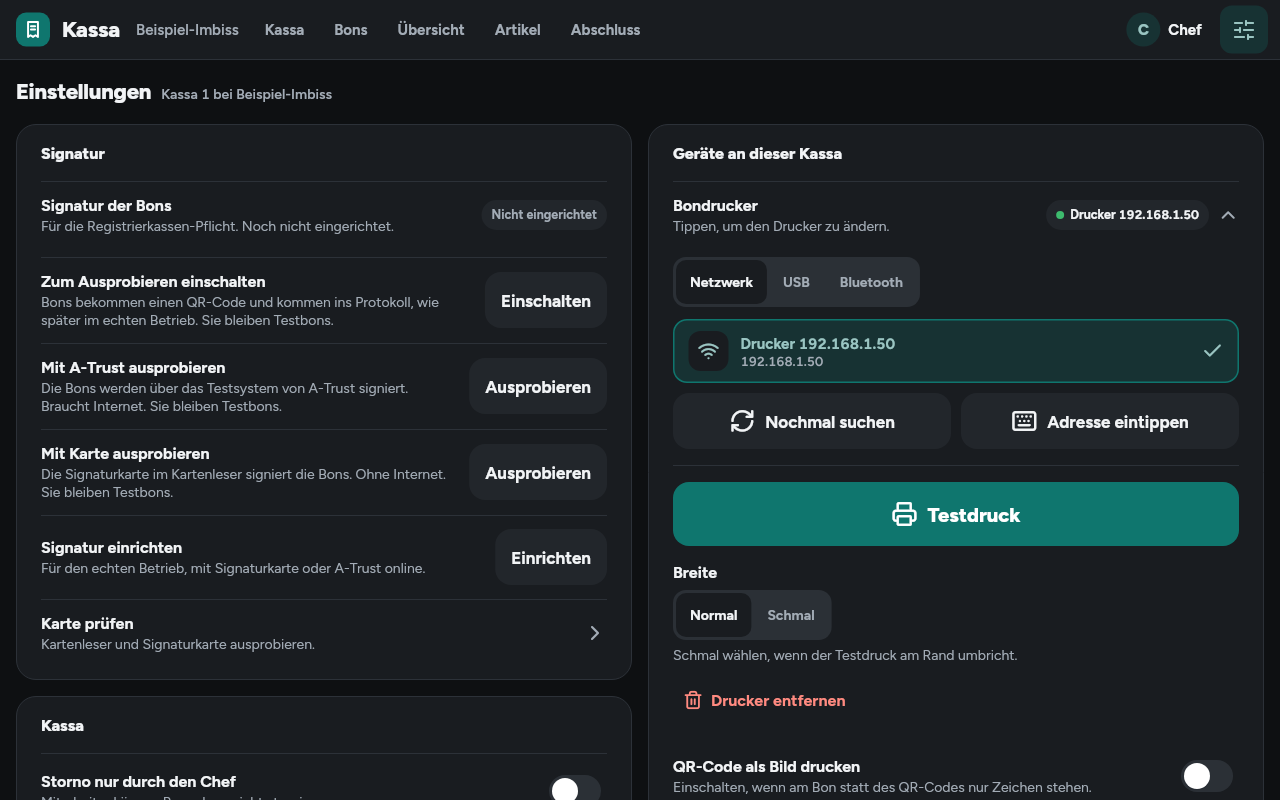 Kassa
Beispiel-Imbiss
Kassa
Bons
Übersicht
Artikel
Abschluss
C
Chef
Einstellungen
Kassa 1 bei Beispiel-Imbiss
Signatur
Signatur der Bons
Für die Registrierkassen-Pflicht. Noch nicht eingerichtet.
Nicht eingerichtet
Zum Ausprobieren einschalten
Bons bekommen einen QR-Code und kommen ins Protokoll, wie
später im echten Betrieb. Sie bleiben Testbons.
Einschalten
Mit A-Trust ausprobieren
Die Bons werden über das Testsystem von A-Trust signiert.
Braucht Internet. Sie bleiben Testbons.
Ausprobieren
Mit Karte ausprobieren
Die Signaturkarte im Kartenleser signiert die Bons. Ohne Internet.
Sie bleiben Testbons.
Ausprobieren
Signatur einrichten
Für den echten Betrieb, mit Signaturkarte oder A-Trust online.
Einrichten
Karte prüfen
Kartenleser und Signaturkarte ausprobieren.
Kassa
Storno nur durch den Chef
Geräte an dieser Kassa
Bondrucker
Tippen, um den Drucker zu ändern.
Drucker 192.168.1.50
Netzwerk
USB
Bluetooth
Drucker 192.168.1.50
192.168.1.50
Nochmal suchen
Adresse eintippen
Testdruck
Breite
Normal
Schmal
Schmal wählen, wenn der Testdruck am Rand umbricht.
Drucker entfernen
QR-Code als Bild drucken
Einschalten, wenn am Bon statt des QR-Codes nur Zeichen stehen.